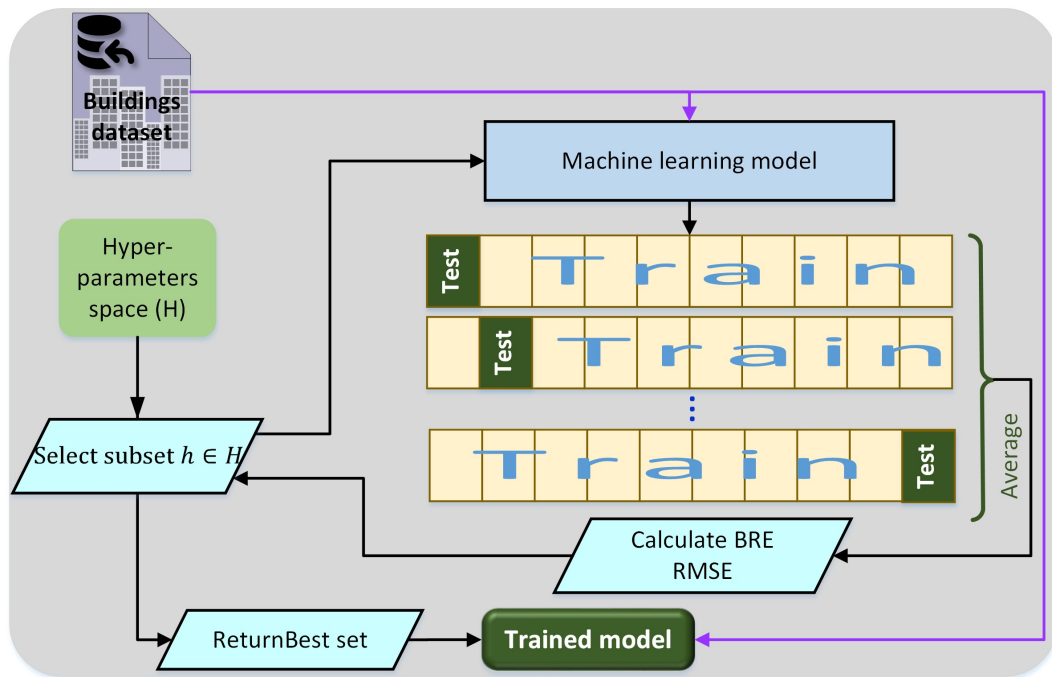 Buildings
dataset
Machine learning model
Hyper-
parameters
space (H)
Test Train
Test Train
Train Test
Average
Select subset h ∈ H
Calculate BRE
RMSE
ReturnBest set
Trained model